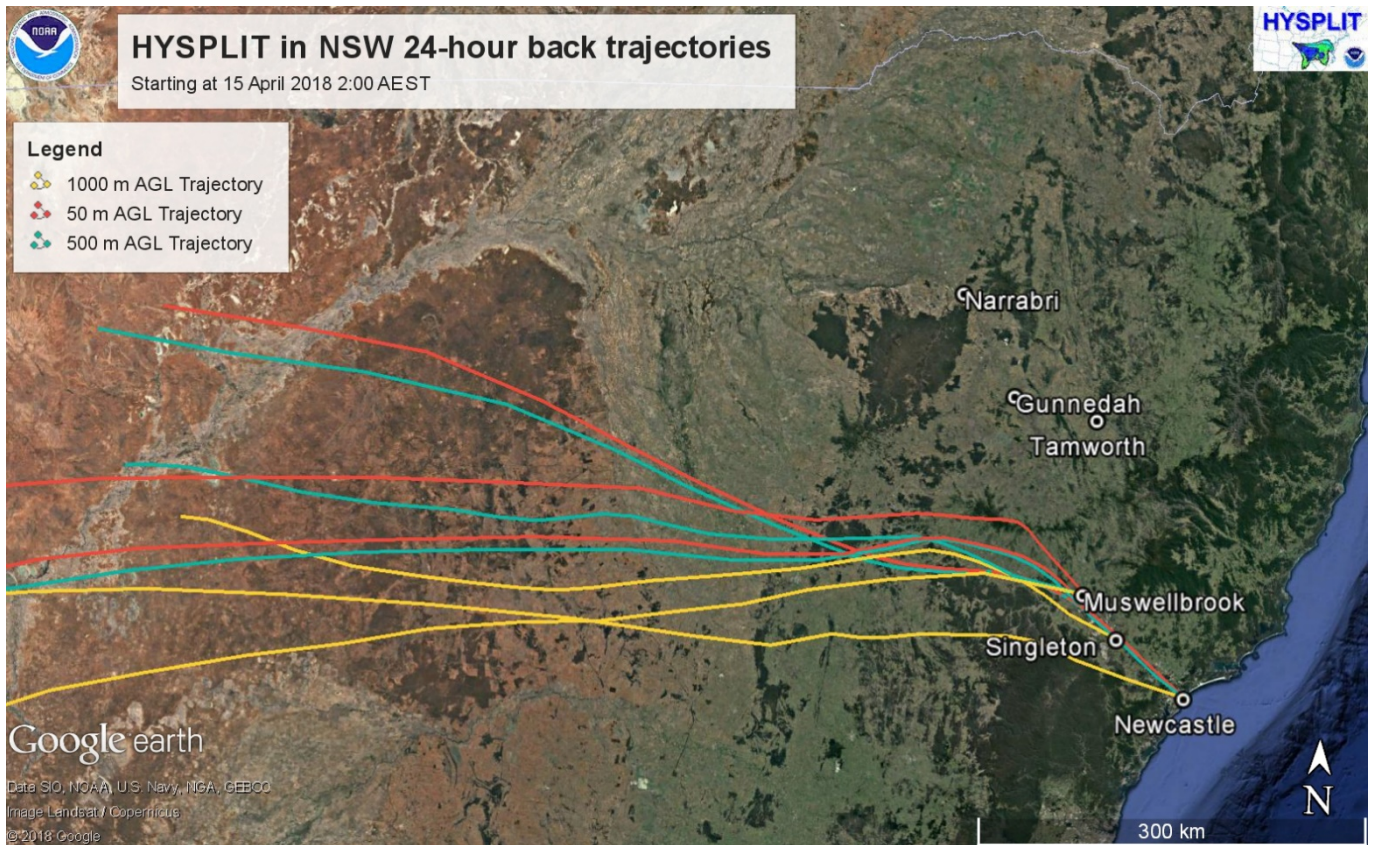 NOAA
HYSPLIT in NSW 24-hour back trajectories
Starting at 15 April 2018 2:00 AEST
HYSPLIT
Legend
1000 m AGL Trajectory
50 m AGL Trajectory
500 m AGL Trajectory
Narrabri
Gunnedah
Tamworth
Muswellbrook
Singleton
Newcastle
Google earth
Data SIO, NOAA, U.S. Navy, NGA, GEBCO
Image Landsat / Copernicus
© 2018 Google
N
300 km